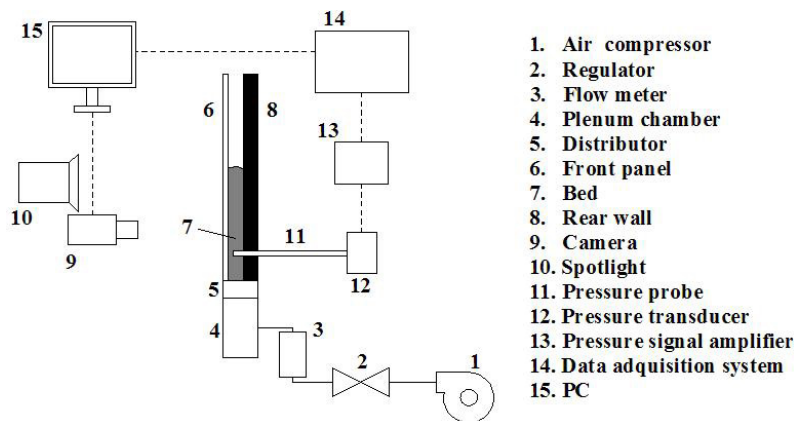 15
14
6
8
13
10
9
7
11
12
5
4
3
2
1
1. Air compressor
2. Regulator
3. Flow meter
4. Plenum chamber
5. Distributor
6. Front panel
7. Bed
8. Rear wall
9. Camera
10. Spotlight
11. Pressure probe
12. Pressure transducer
13. Pressure signal amplifier
14. Data adquisition system
15. PC